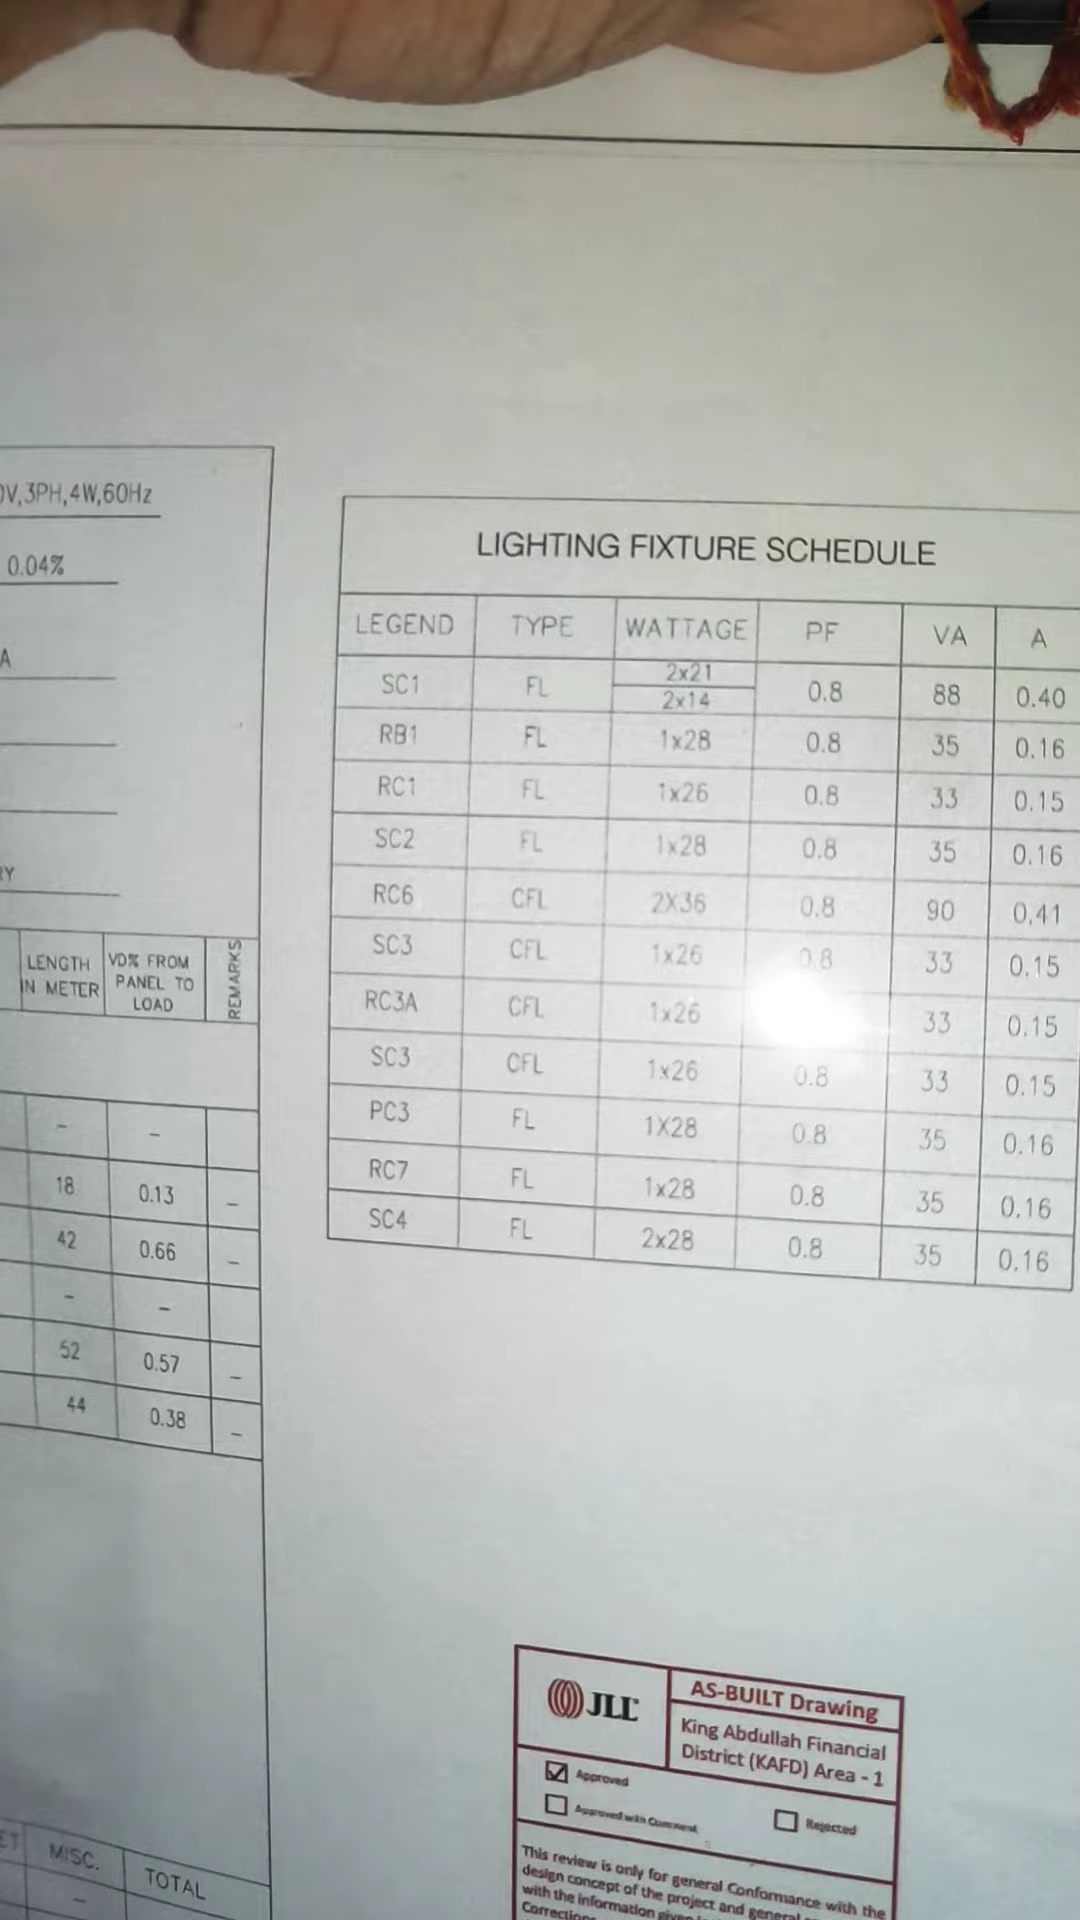 0V,3PH,4W,60Hz
0.04%
A
RY
LENGTH IN METER VD% FROM PANEL TO LOAD REMARKS
- -
18 0.13 -
42 0.66 -
- -
52 0.57 -
44 0.38 -
MISC. TOTAL
-
LIGHTING FIXTURE SCHEDULE
LEGEND TYPE WATTAGE PF VA A
SC1 FL 2x21 2x14 0.8 88 0.40
RB1 FL 1x28 0.8 35 0.16
RC1 FL 1x26 0.8 33 0.15
SC2 FL 1x28 0.8 35 0.16
RC6 CFL 2X36 0.8 90 0.41
SC3 CFL 1x26 0.8 33 0.15
RC3A CFL 1x26 33 0.15
SC3 CFL 1x26 0.8 33 0.15
PC3 FL 1X28 0.8 35 0.16
RC7 FL 1x28 0.8 35 0.16
SC4 FL 2x28 0.8 35 0.16
JLL
AS-BUILT Drawing
King Abdullah Financial
District (KAFD) Area - 1
Approved
Approved with Comment Rejected
This review is only for general Conformance with the
design concept of the project and general
with the information given